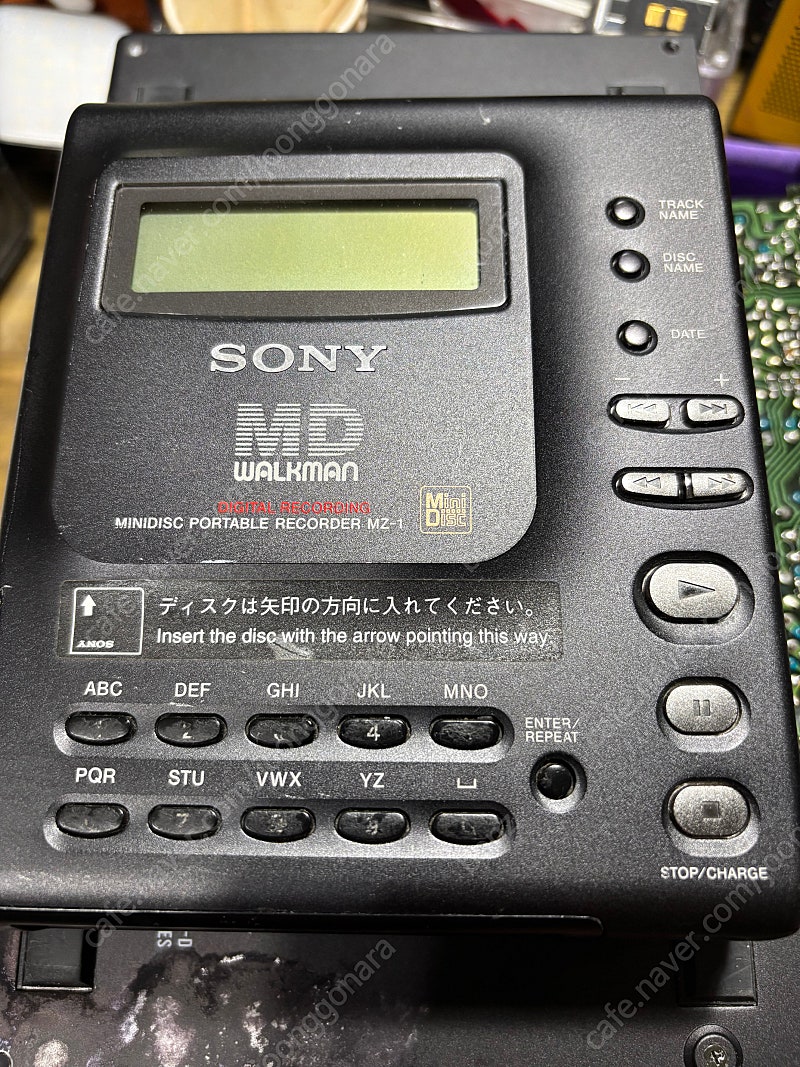 TRACK
NAME
DISC
NAME
DATE
− +
SONY
MD
WALKMAN
DIGITAL RECORDING
MINIDISC PORTABLE RECORDER MZ-1
Mini
Disc
SONY
ディスクは矢印の方向に入れてください。
Insert the disc with the arrow pointing this way.
ABC DEF GHI JKL MNO
2 4
ENTER/
REPEAT
PQR STU VWX YZ
7 9
STOP/CHARGE
cafe.naver.com/joonggonara